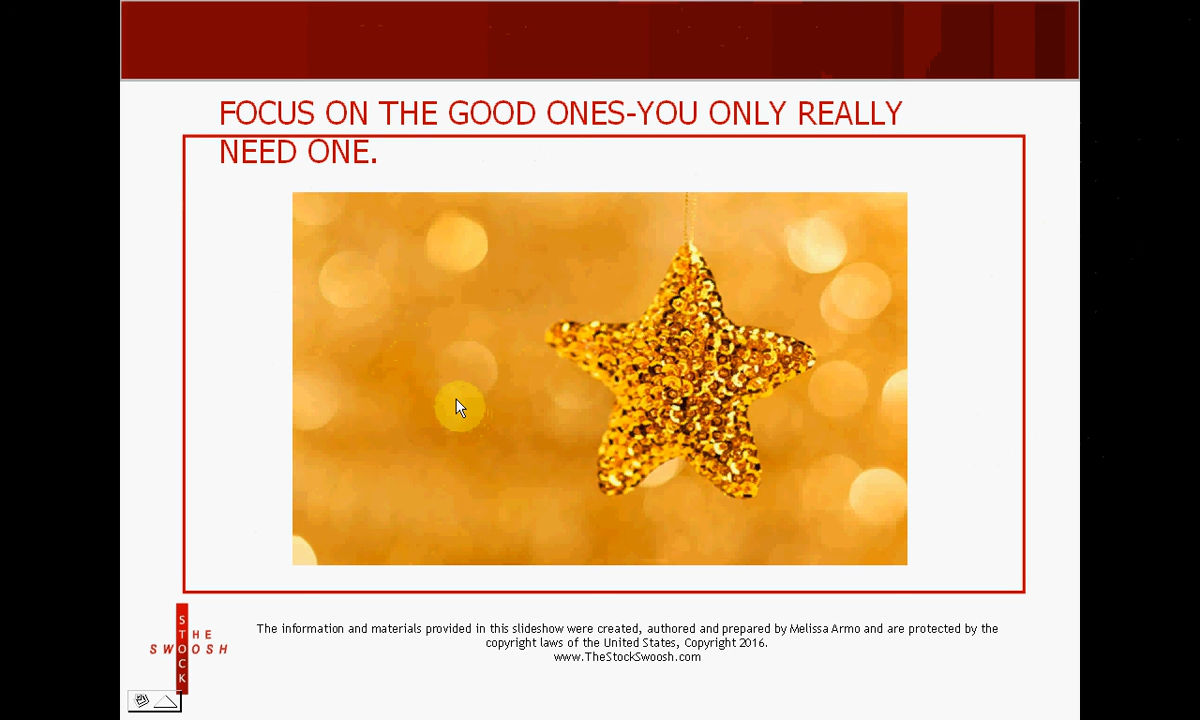 FOCUS ON THE GOOD ONES-YOU ONLY REALLY
NEED ONE.
THE
STOCK
SWOOSH
The information and materials provided in this slideshow were created, authored and prepared by Melissa Armo and are protected by the
copyright laws of the United States, Copyright 2016.
www.TheStockSwoosh.com